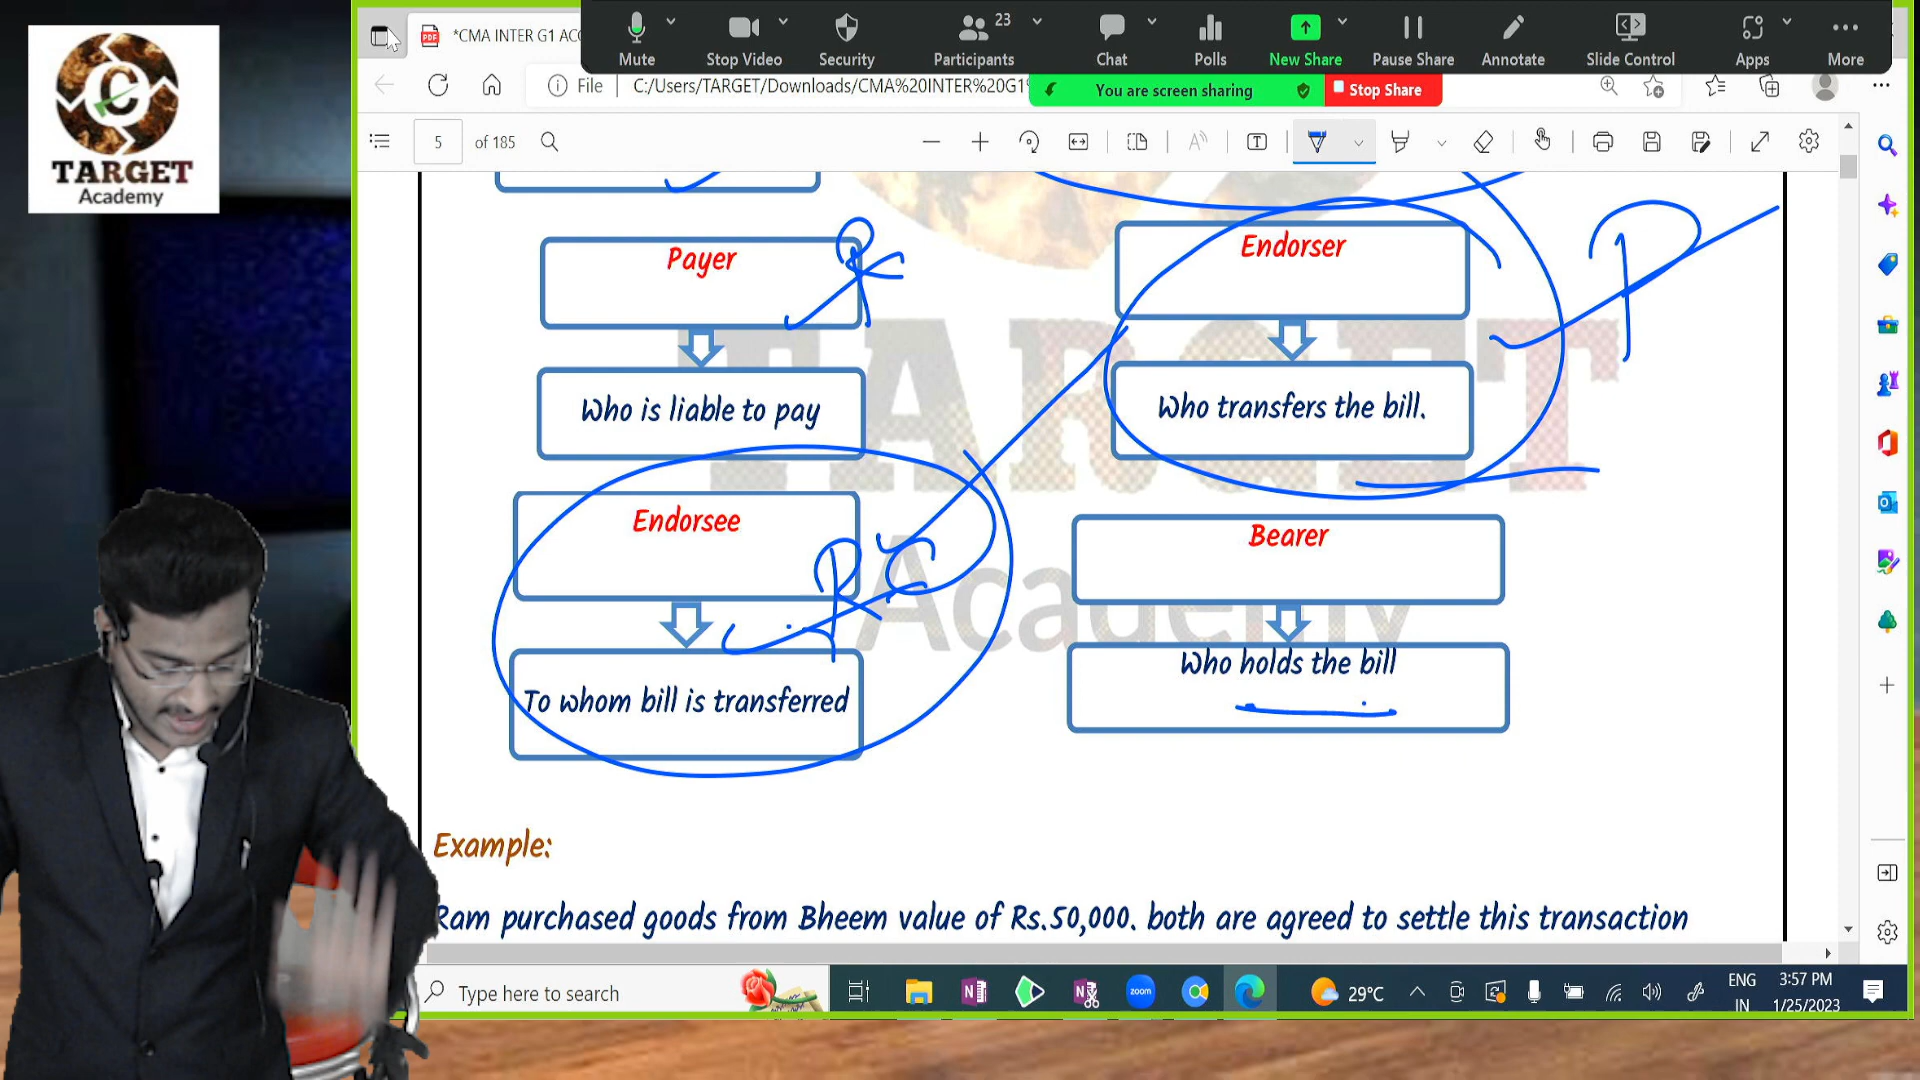 TARGET
Academy
*CMA INTER G1 ACC
Mute
Stop Video
Security
23
Participants
Chat
Polls
New Share
Pause Share
Annotate
Slide Control
Apps
More
File
C:/Users/TARGET/Downloads/CMA%20INTER%20G1%
You are screen sharing
Stop Share
5
of 185
Payer
R
Endorser
P
Who is liable to pay
Who transfers the bill.
TARGET
Academy
Endorsee
Bearer
To whom bill is transferred
Who holds the bill
Example:
Ram purchased goods from Bheem value of Rs.50,000. both are agreed to settle this transaction
Type here to search
zoom
29°C
ENG
IN
3:57 PM
1/25/2023